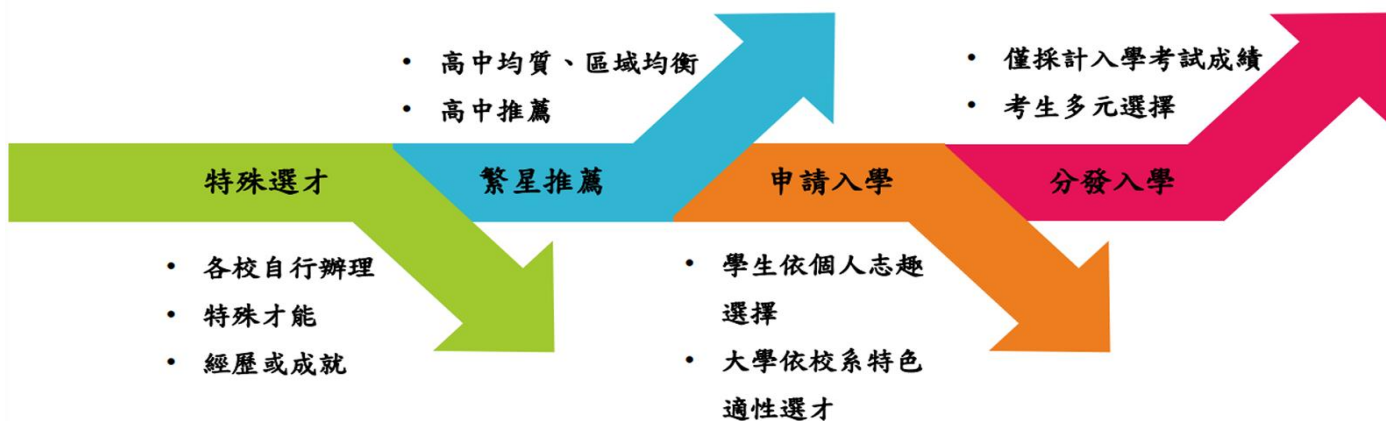 • 高中均質、區域均衡
• 高中推薦
• 僅採計入學考試成績
• 考生多元選擇
特殊選才
繁星推薦
申請入學
分發入學
• 各校自行辦理
• 特殊才能
• 經歷或成就
• 學生依個人志趣
選擇
• 大學依校系特色
適性選才